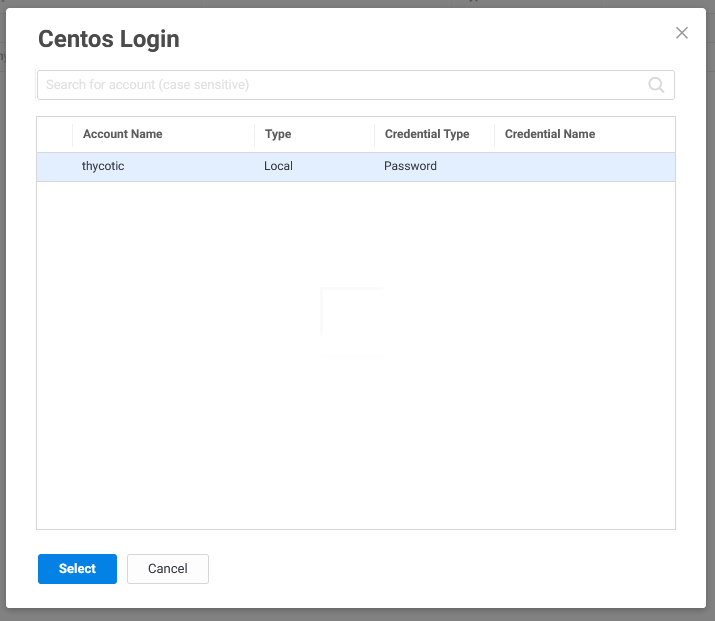 Centos Login
Search for account (case sensitive)
Account Name Type Credential Type Credential Name
thycotic Local Password
Select Cancel